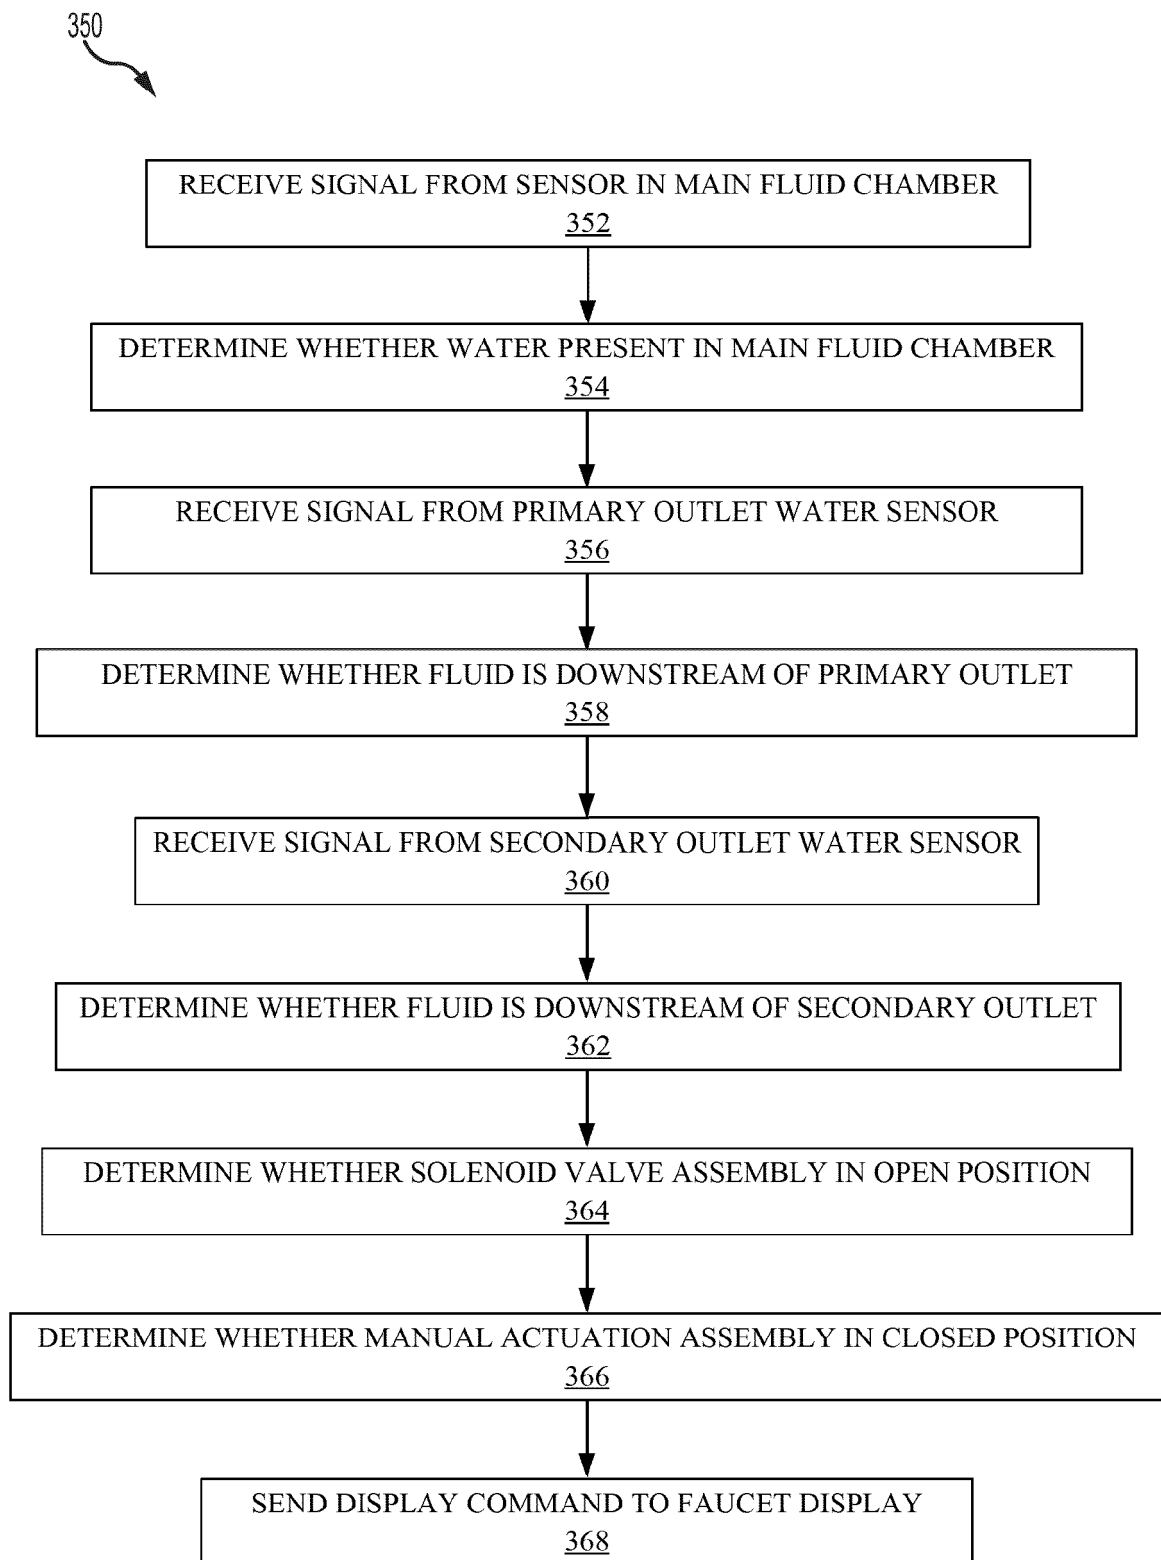 350
RECEIVE SIGNAL FROM SENSOR IN MAIN FLUID CHAMBER
352
DETERMINE WHETHER WATER PRESENT IN MAIN FLUID CHAMBER
354
RECEIVE SIGNAL FROM PRIMARY OUTLET WATER SENSOR
356
DETERMINE WHETHER FLUID IS DOWNSTREAM OF PRIMARY OUTLET
358
RECEIVE SIGNAL FROM SECONDARY OUTLET WATER SENSOR
360
DETERMINE WHETHER FLUID IS DOWNSTREAM OF SECONDARY OUTLET
362
DETERMINE WHETHER SOLENOID VALVE ASSEMBLY IN OPEN POSITION
364
DETERMINE WHETHER MANUAL ACTUATION ASSEMBLY IN CLOSED POSITION
366
SEND DISPLAY COMMAND TO FAUCET DISPLAY
368